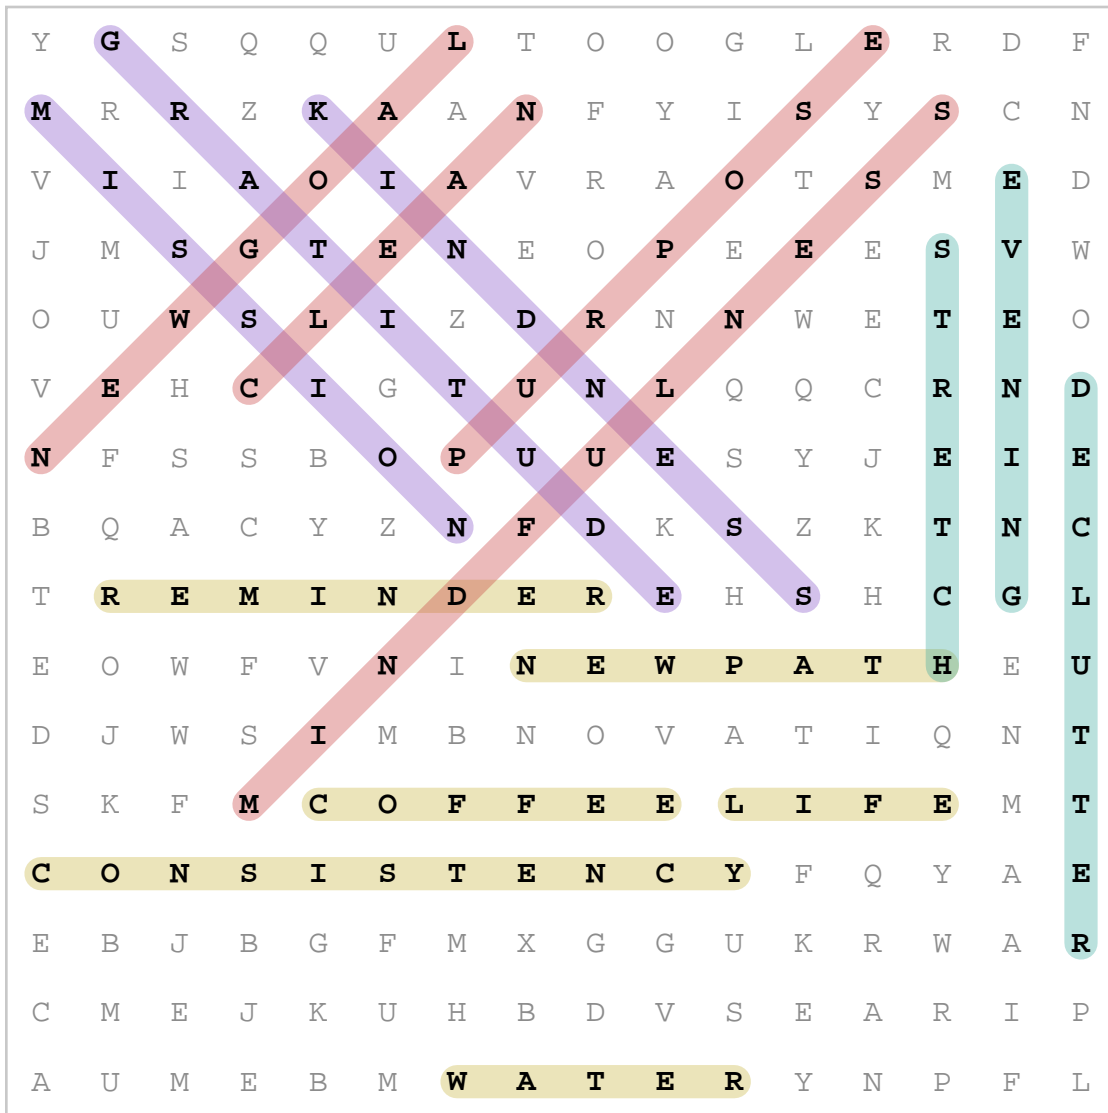 Y G S Q Q U L T O O G L E R D F
M R R Z K A A N F Y I S Y S C N
V I I A O I A V R A O T S M E D
J M S G T E N E O P E E E S V W
O U W S L I Z D R N N W E T E O
V E H C I G T U N L Q Q C R N D
N F S S B O P U U E S Y J E I E
B Q A C Y Z N F D K S Z K T N C
T R E M I N D E R E H S H C G L
E O W F V N I N E W P A T H E U
D J W S I M B N O V A T I Q N T
S K F M C O F F E E L I F E M T
C O N S I S T E N C Y F Q Y A E
E B J B G F M X G G U K R W A R
C M E J K U H B D V S E A R I P
A U M E B M W A T E R Y N P F L